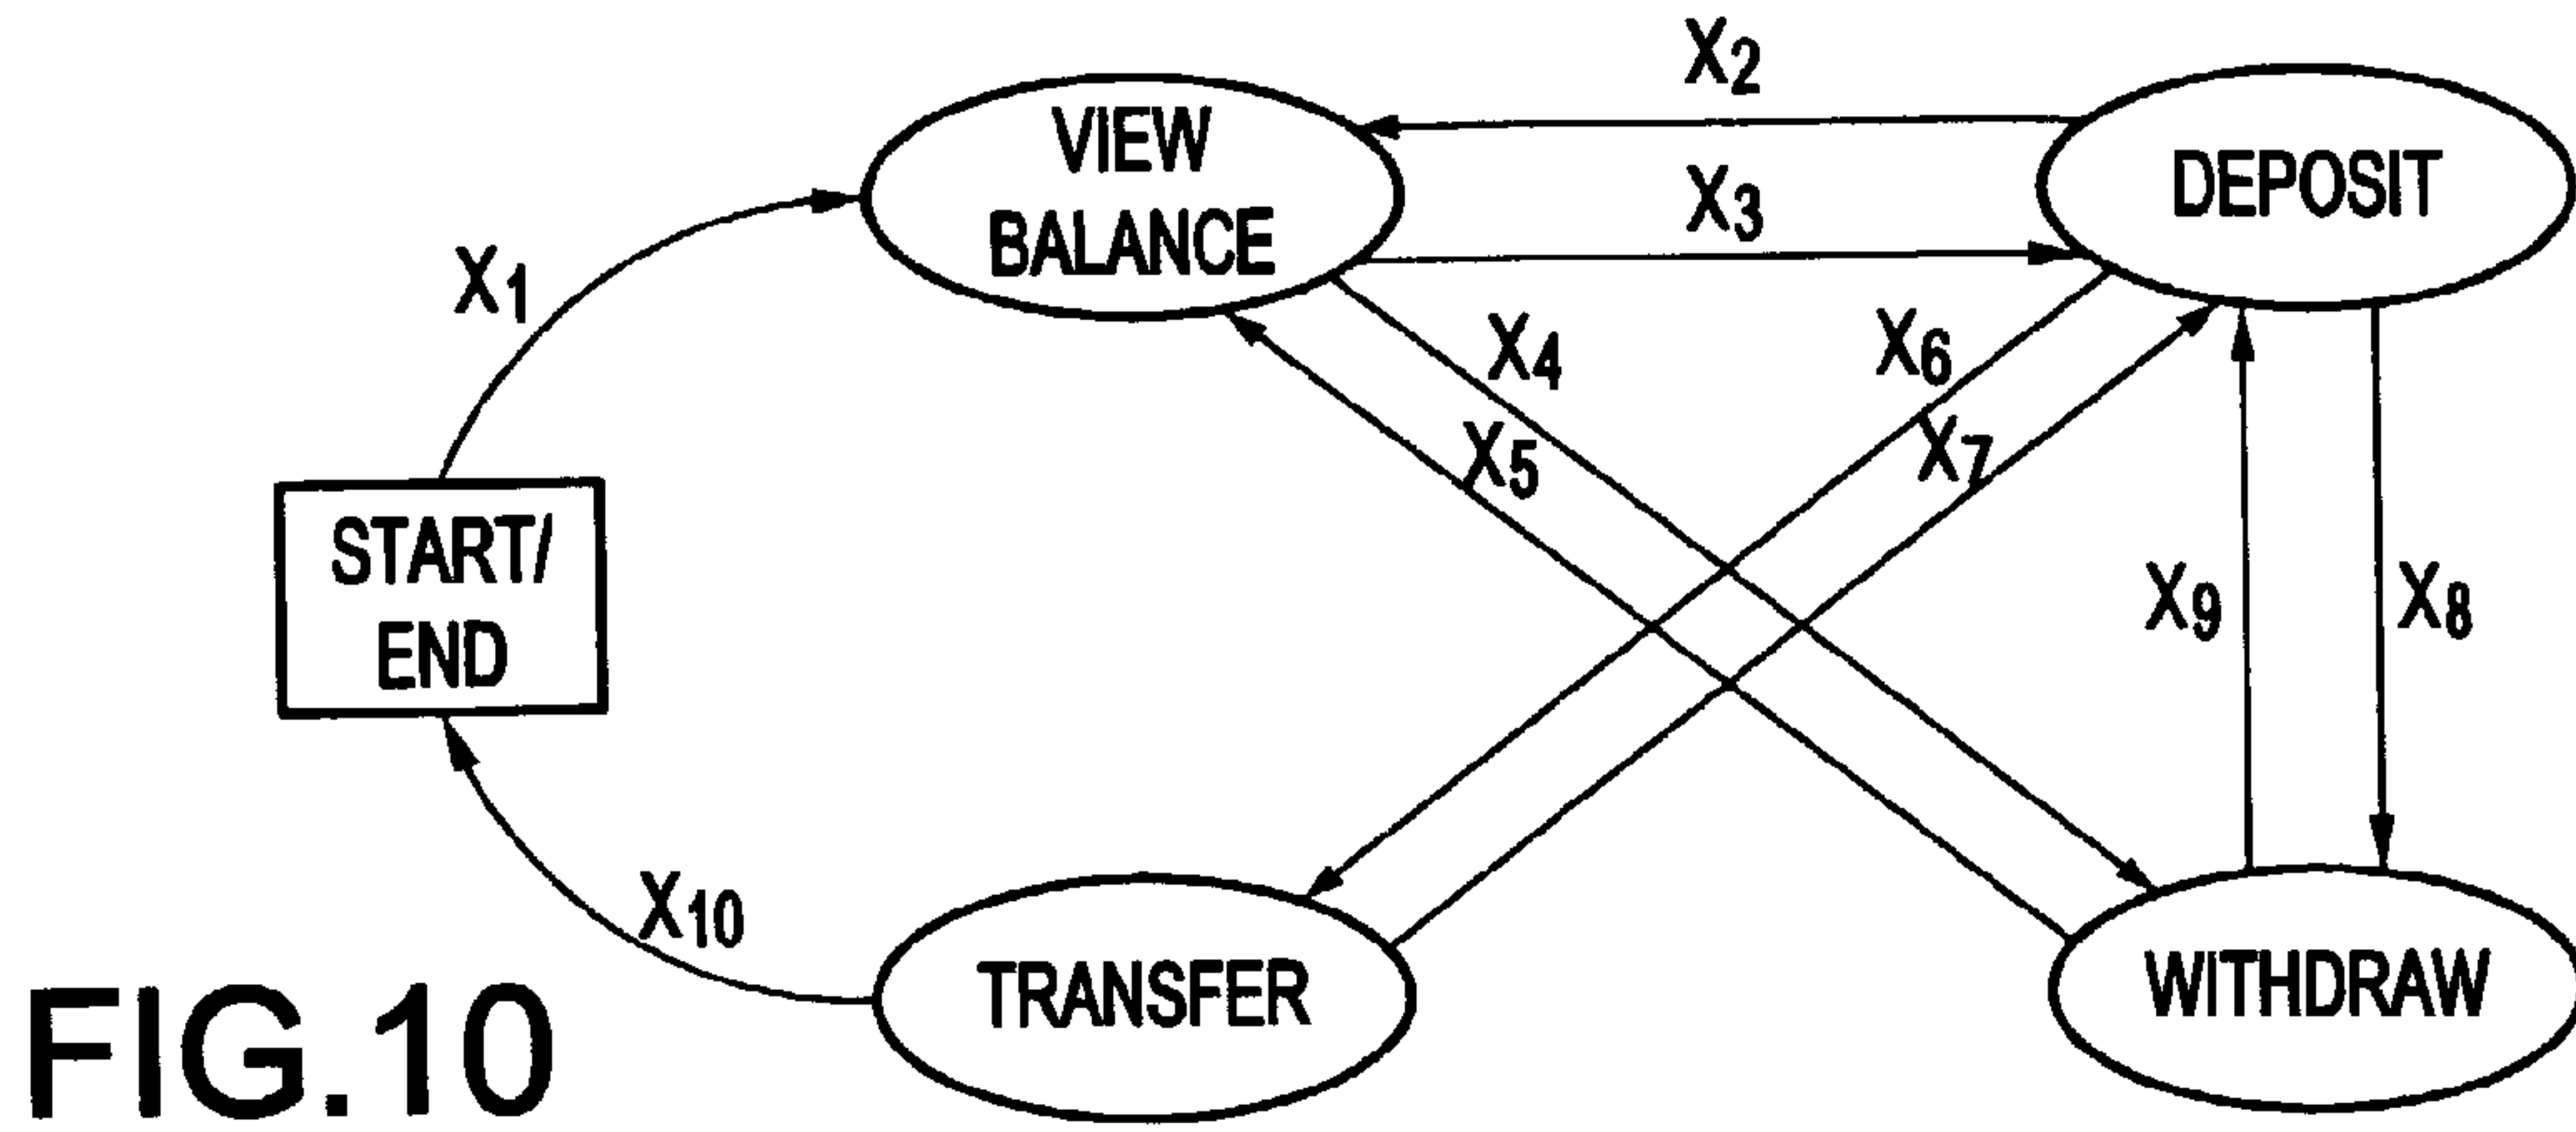 X2
VIEW
BALANCE
DEPOSIT
X3
X1
X4
X6
X5
X7
START/
END
X9
X8
X10
TRANSFER
WITHDRAW
FIG.10